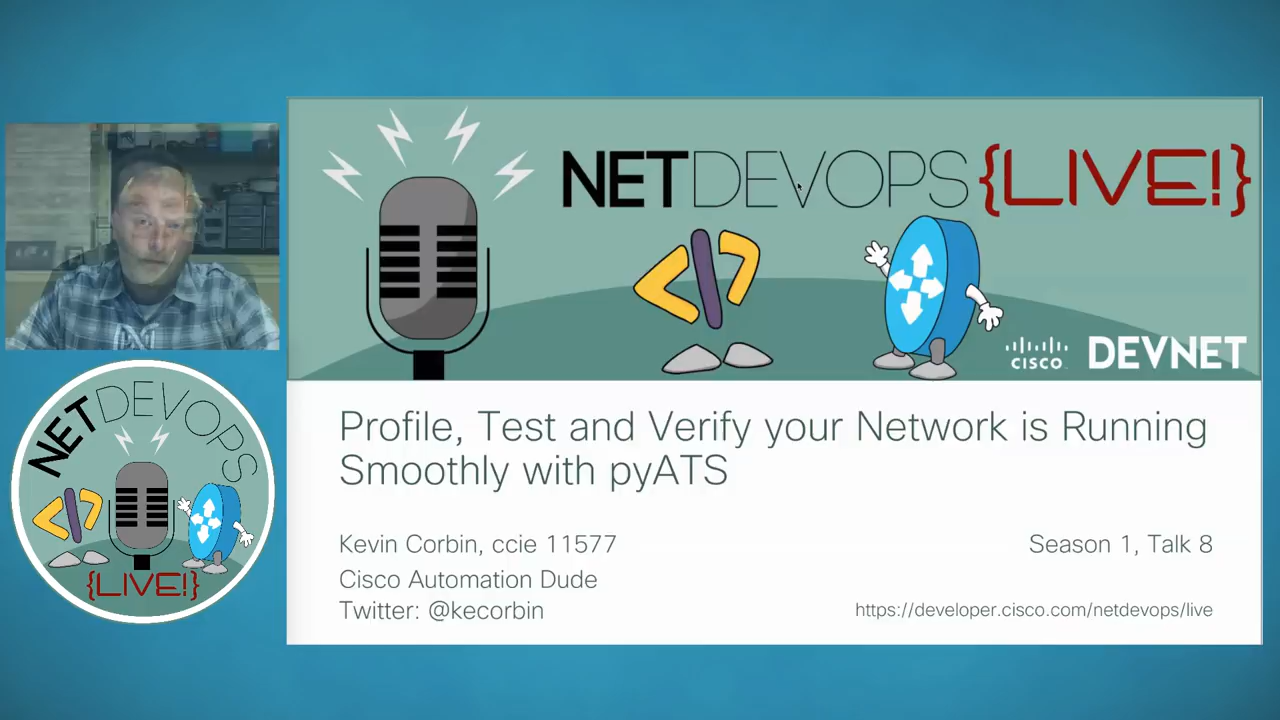 NETDEVOPS{LIVE!}
CISCO
DEVNET
Profile, Test and Verify your Network is Running
Smoothly with pyATS
Kevin Corbin, ccie 11577
Season 1, Talk 8
Cisco Automation Dude
Twitter: @kecorbin
https://developer.cisco.com/netdevops/live
NETDEVOPS
{LIVE!}